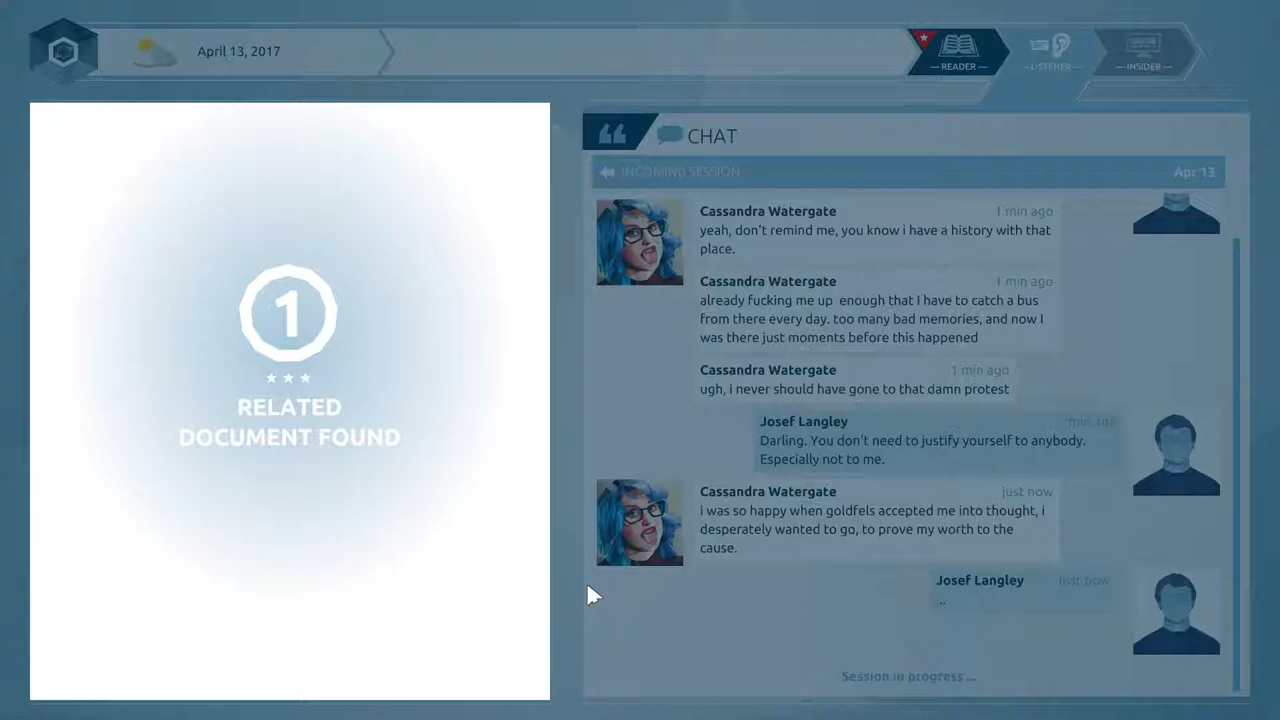 April 13, 2017
READER
LISTENER
INSIDER
1
RELATED
DOCUMENT FOUND
CHAT
INCOMING SESSION
Apr 13
Cassandra Watergate 1 min ago
yeah, don't remind me, you know i have a history with that
place.
Cassandra Watergate 1 min ago
already fucking me up enough that I have to catch a bus
from there every day. too many bad memories, and now I
was there just moments before this happened
Cassandra Watergate 1 min ago
ugh, i never should have gone to that damn protest
Josef Langley min ago
Darling. You don't need to justify yourself to anybody.
Especially not to me.
Cassandra Watergate just now
i was so happy when goldfels accepted me into thought, i
desperately wanted to go, to prove my worth to the
cause.
Josef Langley just now
..
Session in progress ...